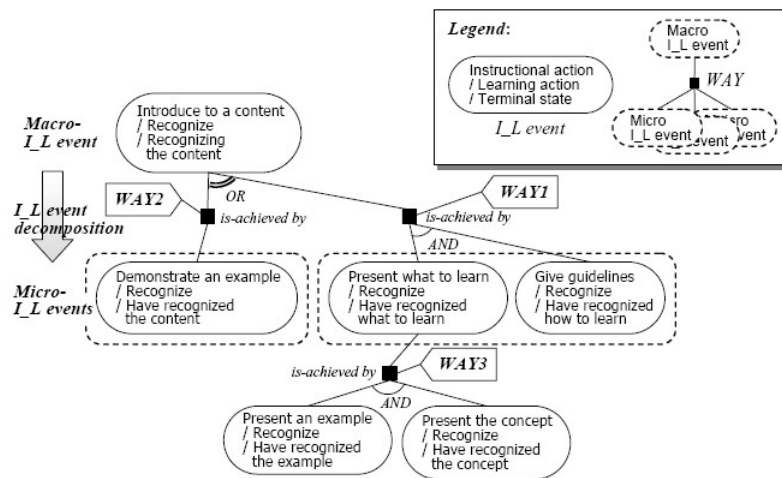 Legend:
Instructional action
/ Learning action
/ Terminal state
I_L event
Macro
I_L event
WAY
Micro
I_L event
Introduce to a content
/ Recognize
/ Recognizing
the content
Macro-
I_L event
I_L event
decomposition
Micro-
I_L events
WAY2
OR
is-achieved by
WAY1
is-achieved by
AND
Demonstrate an example
/ Recognize
/ Have recognized
the content
Present what to learn
/ Recognize
/ Have recognized
what to learn
Give guidelines
/ Recognize
/ Have recognized
how to learn
is-achieved by
WAY3
AND
Present an example
/ Recognize
/ Have recognized
the example
Present the concept
/ Recognize
/ Have recognized
the concept